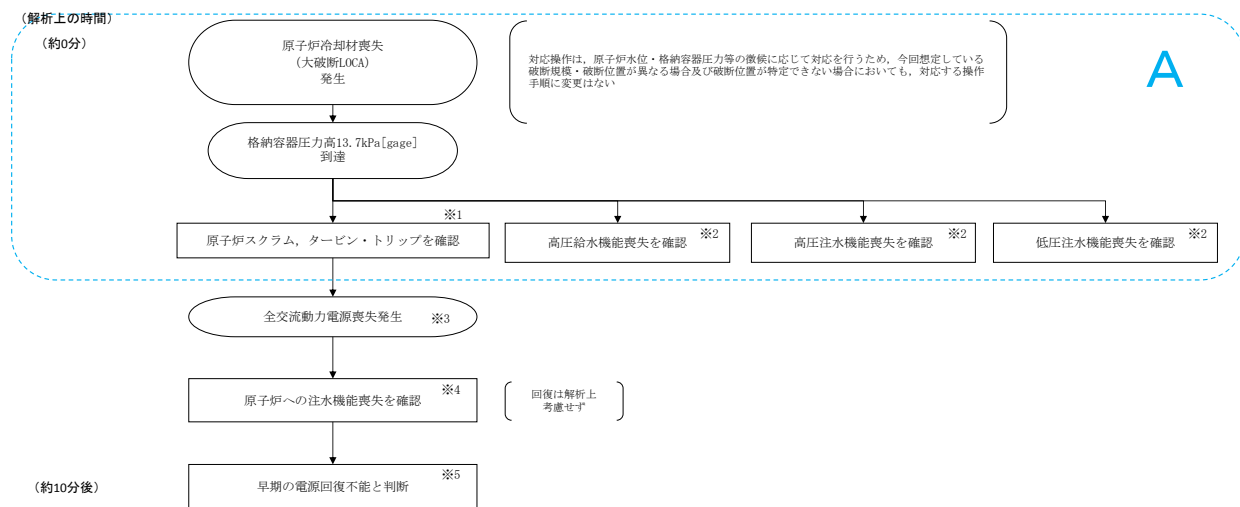 (解析上の時間)
(約0分)
原子炉冷却材喪失
(大破断LOCA)
発生
対応操作は，原子炉水位・格納容器圧力等の徴候に応じて対応を行うため，今回想定している
破断規模・破断位置が異なる場合及び破断位置が特定できない場合においても，対応する操作
手順に変更はない
A
格納容器圧力高13.7kPa[gage]
到達
※1
原子炉スクラム，タービン・トリップを確認
高圧給水機能喪失を確認 ※2
高圧注水機能喪失を確認 ※2
低圧注水機能喪失を確認 ※2
全交流動力電源喪失発生 ※3
※4
原子炉への注水機能喪失を確認
回復は解析上
考慮せず
※5
(約10分後)
早期の電源回復不能と判断